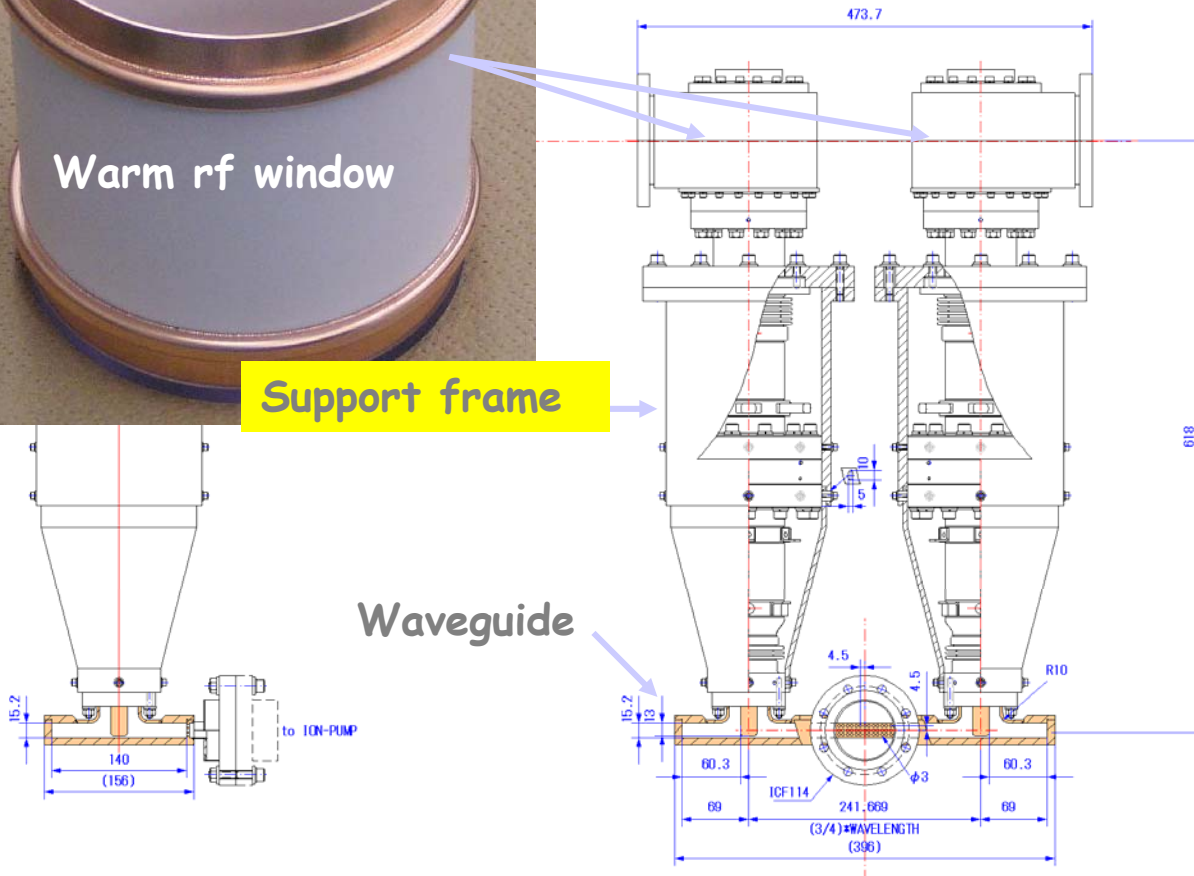 473.7
Warm rf window
Support frame
618
10
5
Waveguide
4.5
4.5
R10
15.2
to ION-PUMP
140
(156)
15.2
13
60.3
ø3
60.3
ICF114
69
241.669
69
(3/4)*WAVELENGTH
(396)